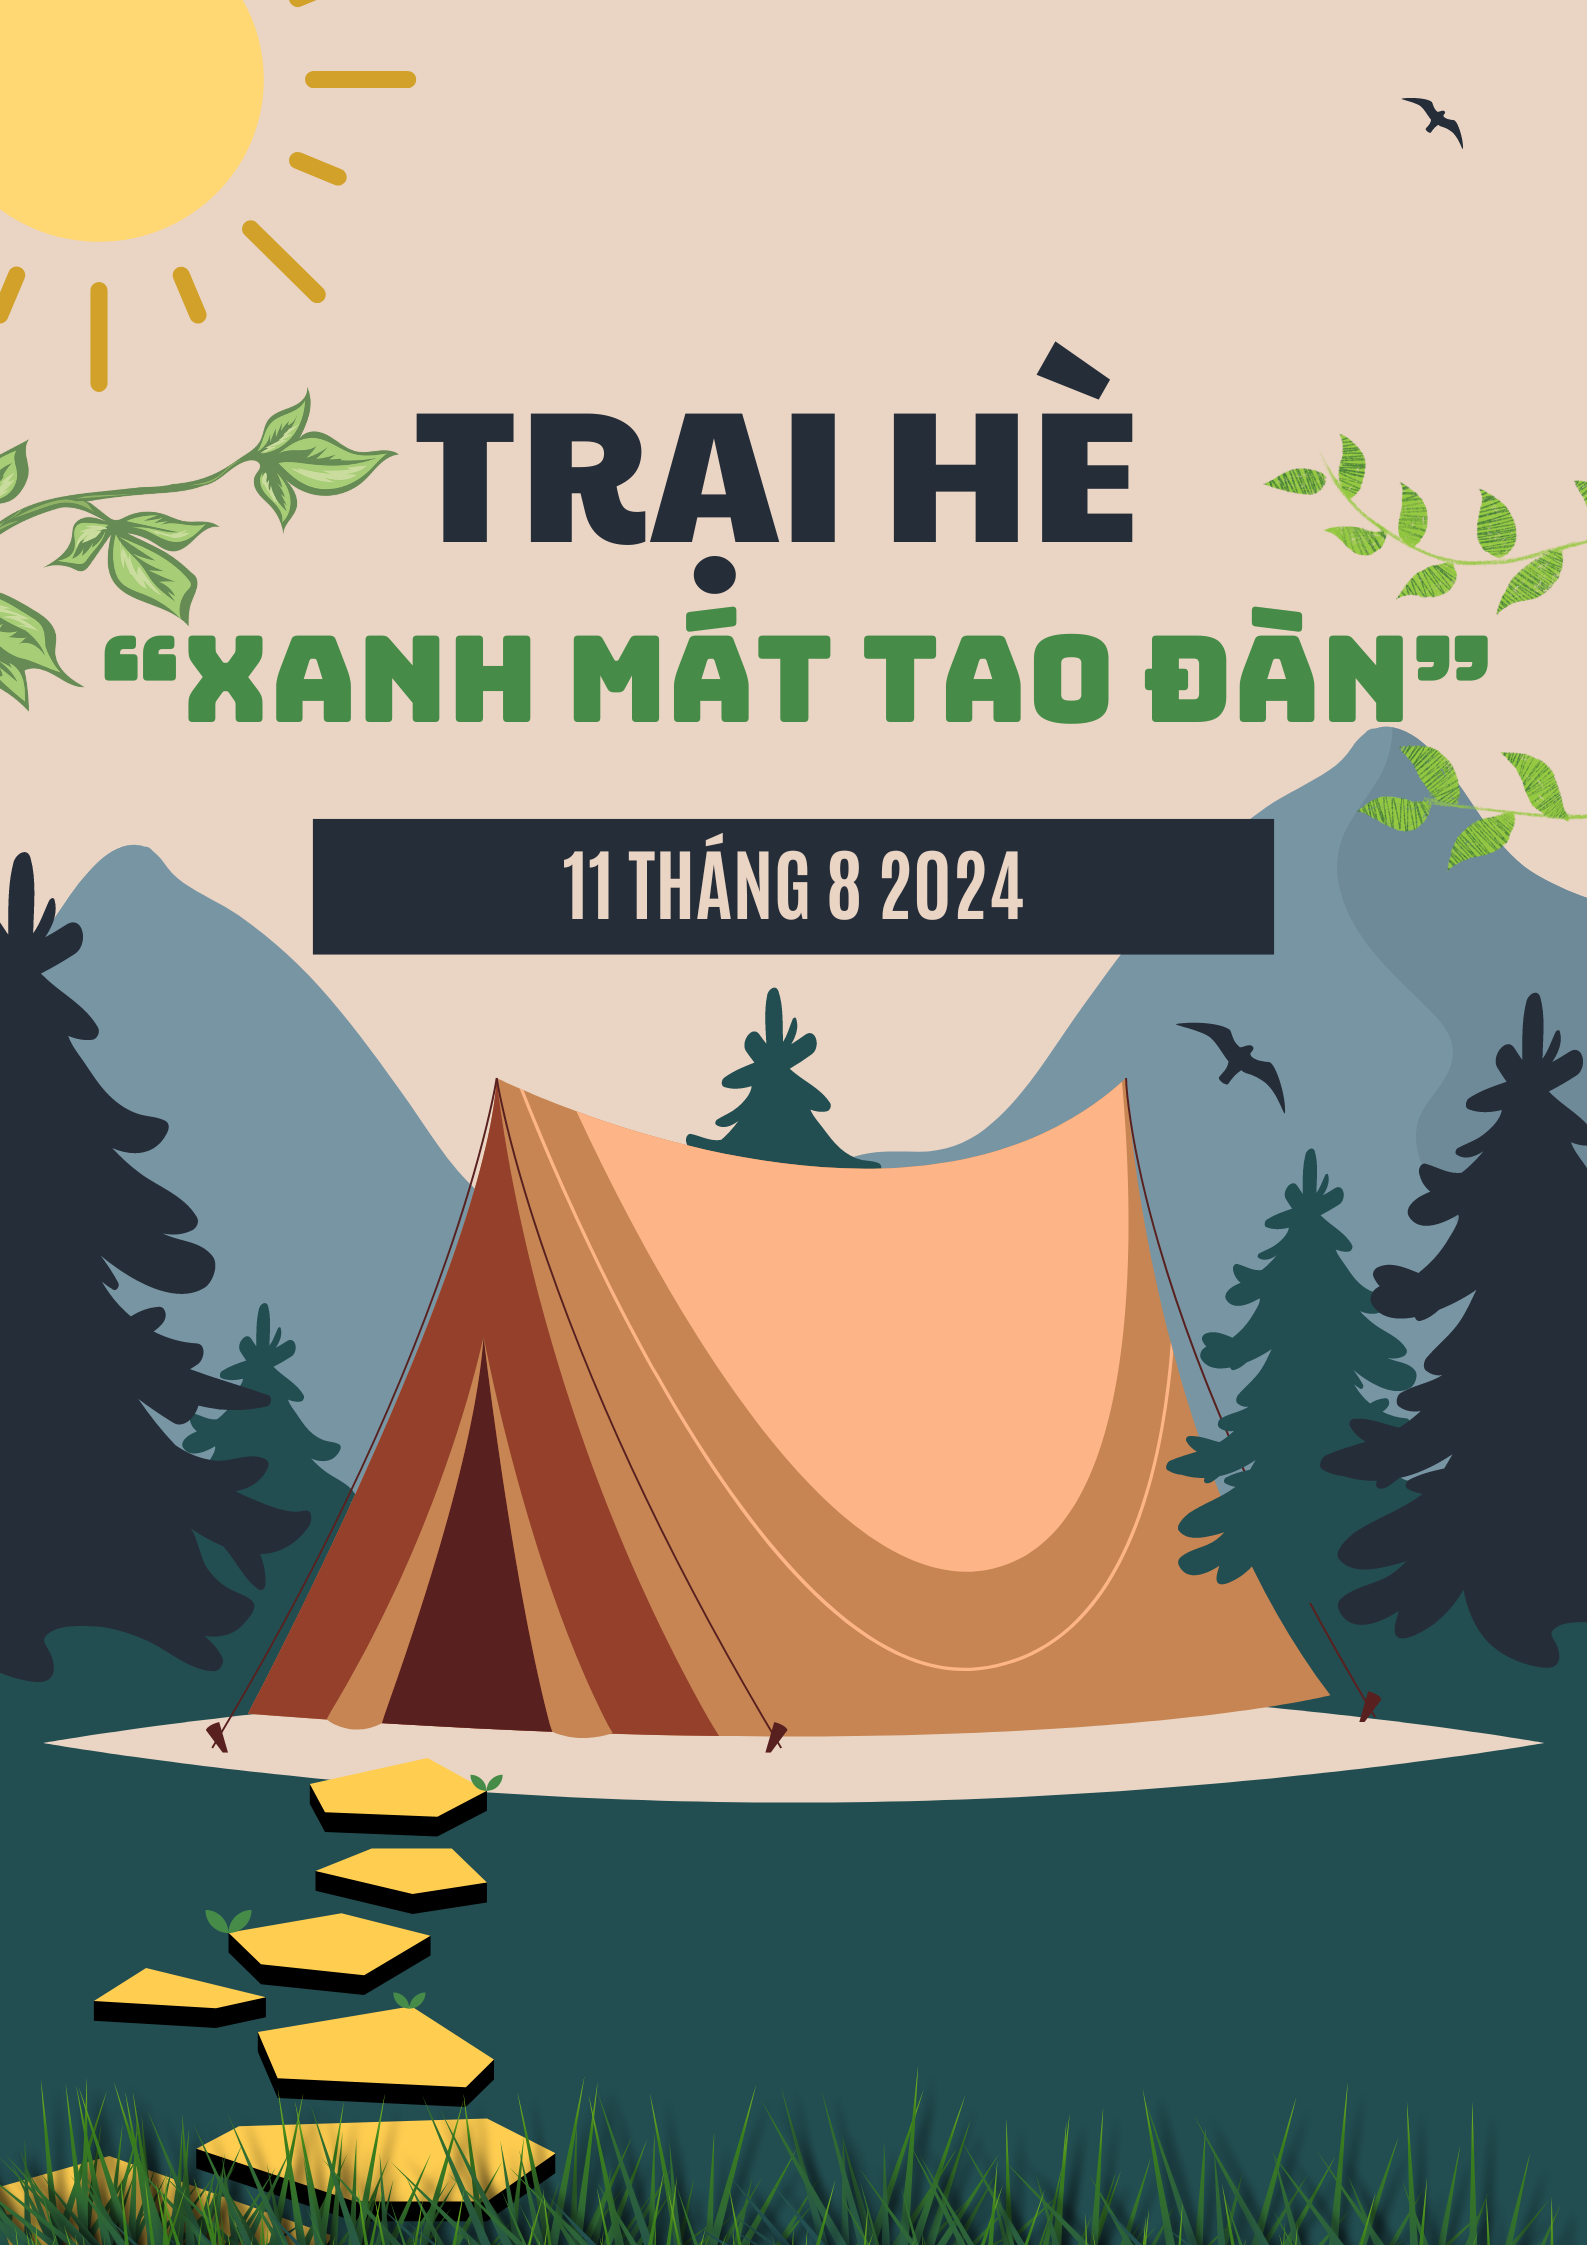 TRẠI HÈ
“XANH MÁT TAO ĐÀN”
11 THÁNG 8 2024